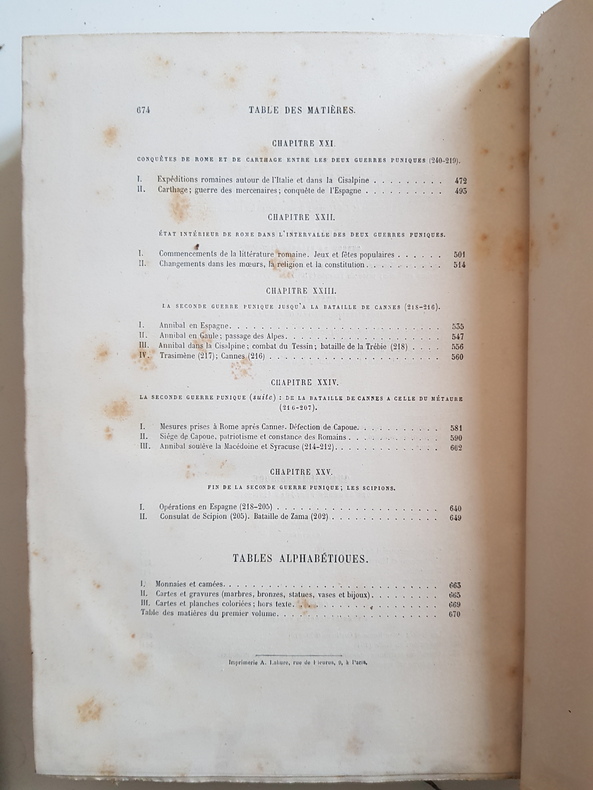 674 TABLE DES MATIÈRES.
CHAPITRE XXI.
CONQUÊTES DE ROME ET DE CARTHAGE ENTRE LES DEUX GUERRES PUNIQUES (240-219).
I. Expéditions romaines autour de l'Italie et dans la Cisalpine . . . . . . . . . 472
II. Carthage; guerre des mercenaires; conquête de l'Espagne . . . . . . . . . . 493
CHAPITRE XXII.
ÉTAT INTÉRIEUR DE ROME DANS L'INTERVALLE DES DEUX GUERRES PUNIQUES.
I. Commencements de la littérature romaine. Jeux et fêtes populaires . . . . . . 501
II. Changements dans les mœurs, la religion et la constitution. . . . . . . . . . 514
CHAPITRE XXIII.
LA SECONDE GUERRE PUNIQUE JUSQU'A LA BATAILLE DE CANNES (218-216).
I. Annibal en Espagne. . . . . . . . . . . . . . . . . . . . . . . . . . . 535
II. Annibal en Gaule; passage des Alpes. . . . . . . . . . . . . . . . . . . . 547
III. Annibal dans la Cisalpine; combat du Tessin; bataille de la Trébie (218) . . . . 556
IV. Trasimène (217); Cannes (216) . . . . . . . . . . . . . . . . . . . . . . 560
CHAPITRE XXIV.
LA SECONDE GUERRE PUNIQUE (suite) : DE LA BATAILLE DE CANNES A CELLE DU MÉTAURE
(216-207).
I. Mesures prises à Rome après Cannes. Défection de Capoue. . . . . . . . . . . 581
II. Siège de Capoue, patriotisme et constance des Romains . . . . . . . . . . . . 590
III. Annibal soulève la Macédoine et Syracuse (214-212). . . . . . . . . . . . . . 602
CHAPITRE XXV.
FIN DE LA SECONDE GUERRE PUNIQUE; LES SCIPIONS.
I. Opérations en Espagne (218-205) . . . . . . . . . . . . . . . . . . . . . 640
II. Consulat de Scipion (205). Bataille de Zama (202) . . . . . . . . . . . . . . 649
TABLES ALPHABÉTIQUES.
I. Monnaies et camées. . . . . . . . . . . . . . . . . . . . . . . . . . . 663
II. Cartes et gravures (marbres, bronzes, statues, vases et bijoux). . . . . . . . . 665
III. Cartes et planches coloriées; hors texte. . . . . . . . . . . . . . . . . . . 669
Table des matières du premier volume. . . . . . . . . . . . . . . . . . . . . 670
Imprimerie A. Lahure, rue de Fleurus, 9, à Paris.